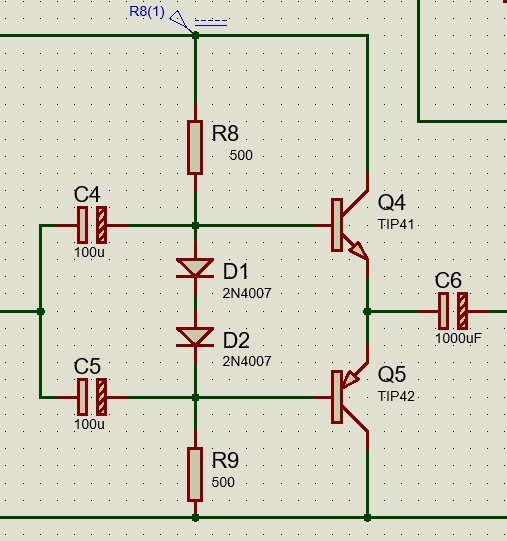 R8(1)
R8
500
C4
100u
Q4
TIP41
D1
2N4007
C6
1000uF
D2
2N4007
C5
100u
Q5
TIP42
R9
500